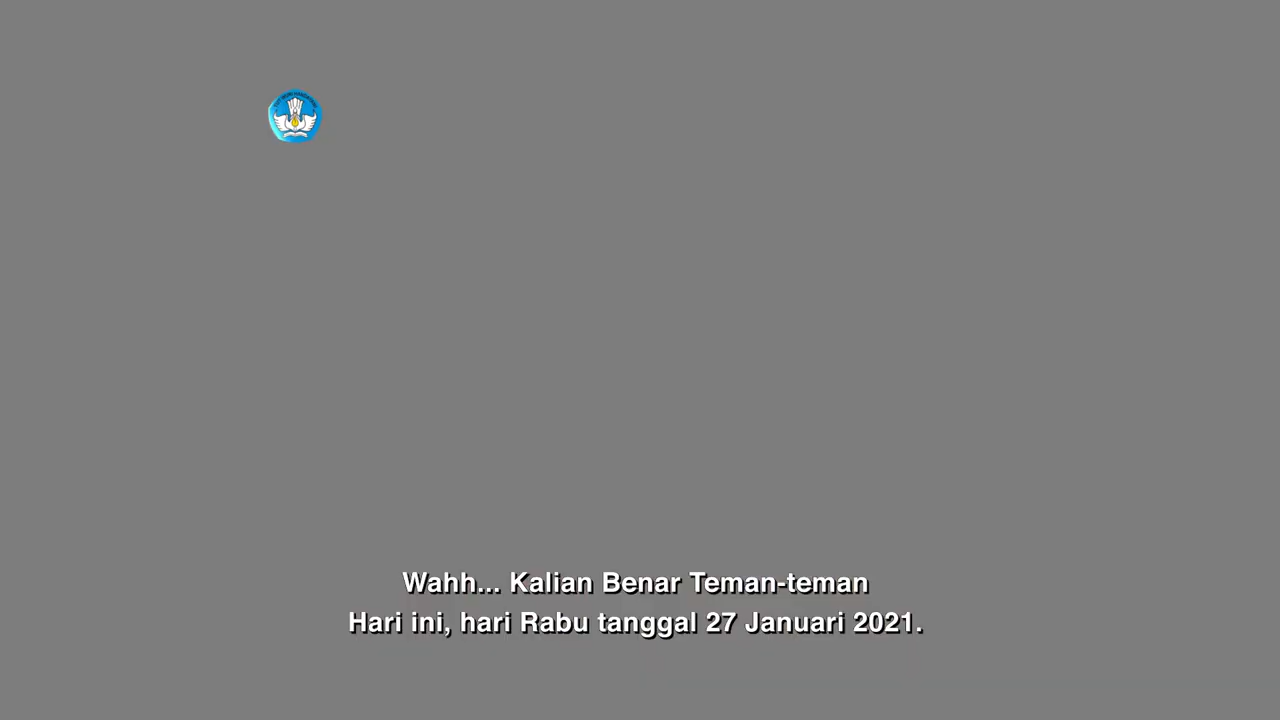 Wahh... Kalian Benar Teman-teman
Hari ini, hari Rabu tanggal 27 Januari 2021.